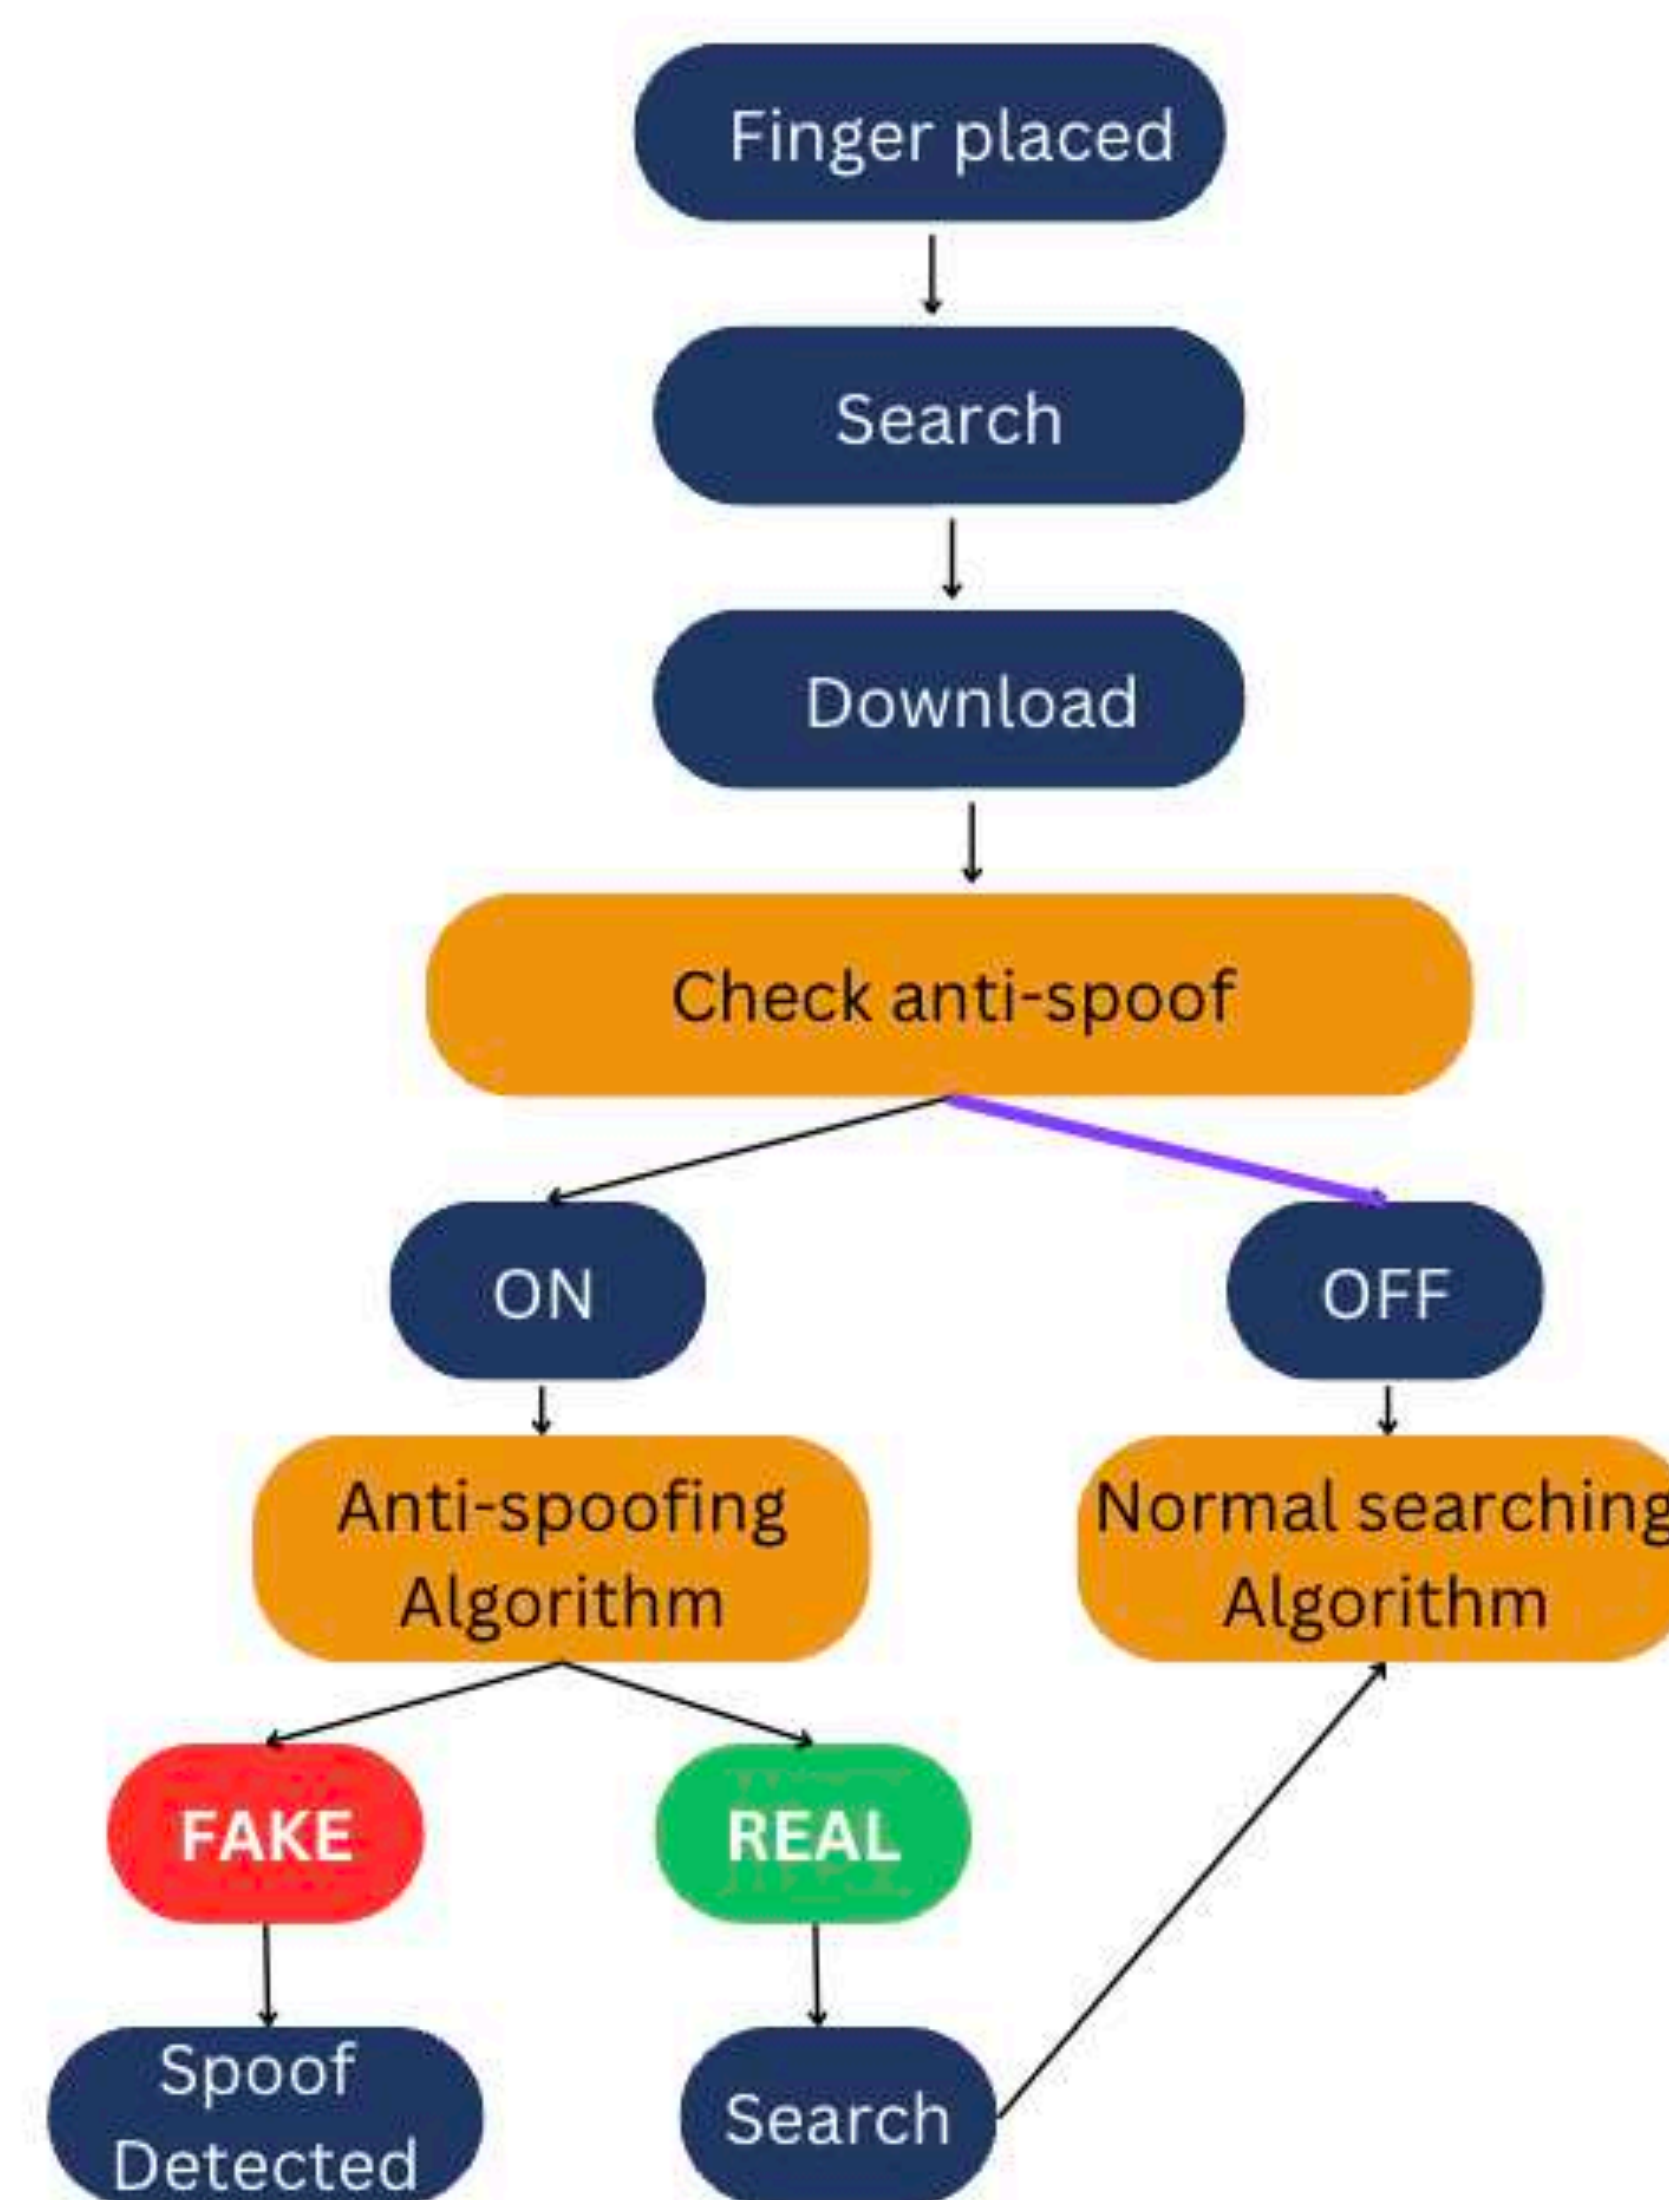 Finger placed
Search
Download
Check anti-spoof
ON
OFF
Anti-spoofing
Algorithm
Normal searching
Algorithm
FAKE
REAL
Spoof
Detected
Search